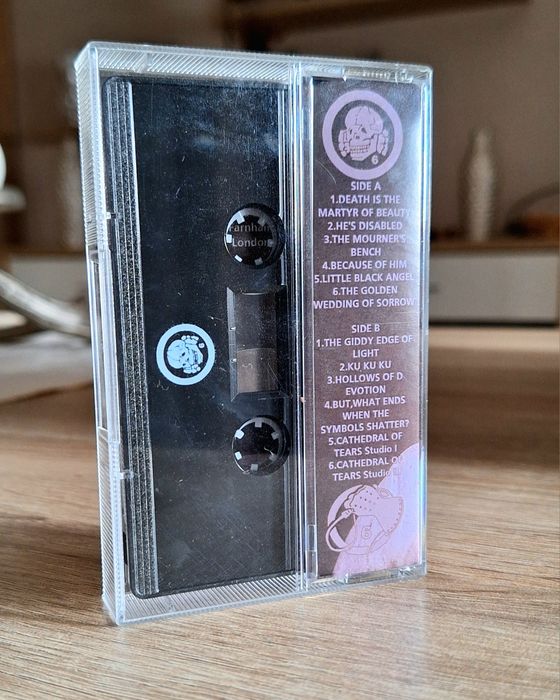 Farnham
London
6
SIDE A
1.DEATH IS THE
MARTYR OF BEAUTY
2.HE'S DISABLED
3.THE MOURNER'S
BENCH
4.BECAUSE OF HIM
5.LITTLE BLACK ANGEL
6.THE GOLDEN
WEDDING OF SORROW
SIDE B
1.THE GIDDY EDGE OF
LIGHT
2.KU KU KU
3.HOLLOWS OF D
EVOTION
4.BUT,WHAT ENDS
WHEN THE
SYMBOLS SHATTER?
5.CATHEDRAL OF
TEARS Studio I
6.CATHEDRAL OF
TEARS Studio
6